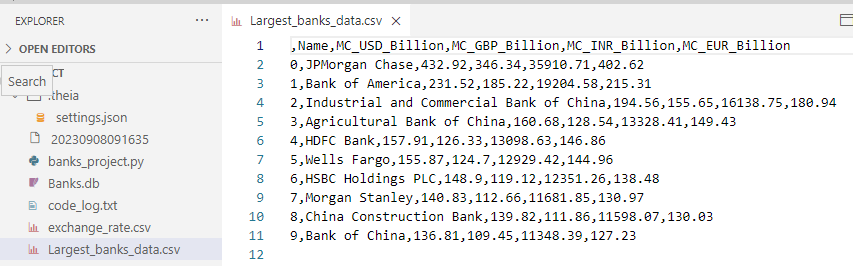 EXPLORER
...
OPEN EDITORS
CT
Search
theia
settings.json
20230908091635
banks_project.py
Banks.db
code_log.txt
exchange_rate.csv
Largest_banks_data.csv
Largest_banks_data.csv
1 ,Name,MC_USD_Billion,MC_GBP_Billion,MC_INR_Billion,MC_EUR_Billion
2 0,JPMorgan Chase,432.92,346.34,35910.71,402.62
3 1,Bank of America,231.52,185.22,19204.58,215.31
4 2,Industrial and Commercial Bank of China,194.56,155.65,16138.75,180.94
5 3,Agricultural Bank of China,160.68,128.54,13328.41,149.43
6 4,HDFC Bank,157.91,126.33,13098.63,146.86
7 5,Wells Fargo,155.87,124.7,12929.42,144.96
8 6,HSBC Holdings PLC,148.9,119.12,12351.26,138.48
9 7,Morgan Stanley,140.83,112.66,11681.85,130.97
10 8,China Construction Bank,139.82,111.86,11598.07,130.03
11 9,Bank of China,136.81,109.45,11348.39,127.23
12